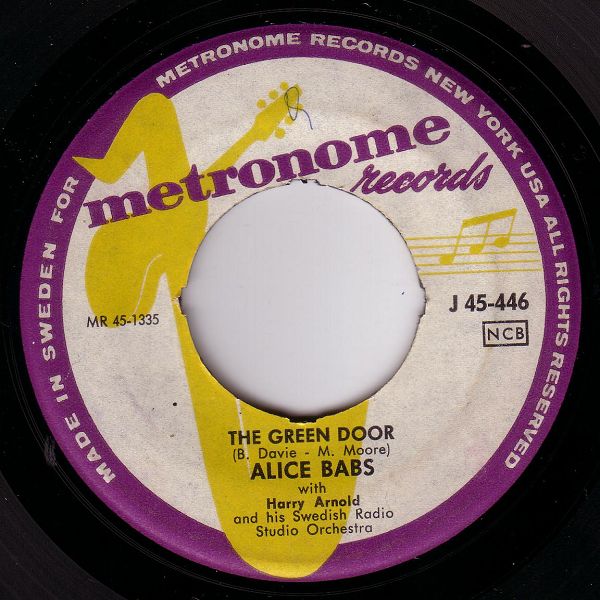 MADE IN SWEDEN FOR METRONOME RECORDS NEW YORK USA ALL RIGHTS RESERVED
metronome
records
J 45-446
MR 45-1335
NCB
THE GREEN DOOR
(B. Davie - M. Moore)
ALICE BABS
with
Harry Arnold
and his Swedish Radio
Studio Orchestra